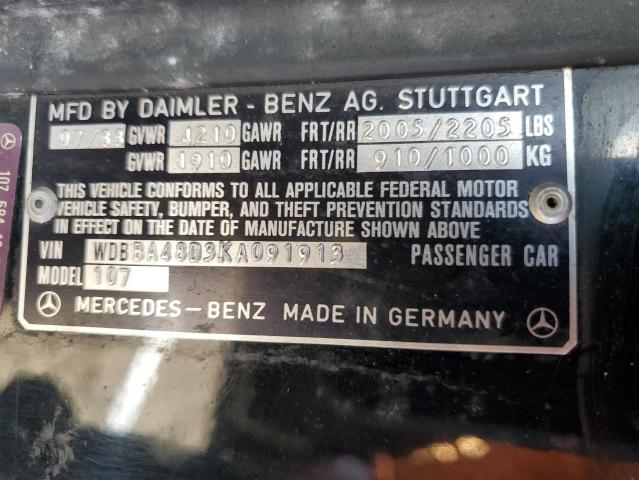 MFD BY DAIMLER - BENZ AG. STUTTGART
07/88 GVWR 4210 GAWR FRT/RR 2005/2205 LBS
GVWR 1910 GAWR FRT/RR 910/1000 KG
THIS VEHICLE CONFORMS TO ALL APPLICABLE FEDERAL MOTOR
VEHICLE SAFETY, BUMPER, AND THEFT PREVENTION STANDARDS
IN EFFECT ON THE DATE OF MANUFACTURE SHOWN ABOVE
VIN WDBBA48D3KA091913 PASSENGER CAR
MODEL 107
MERCEDES-BENZ MADE IN GERMANY
107